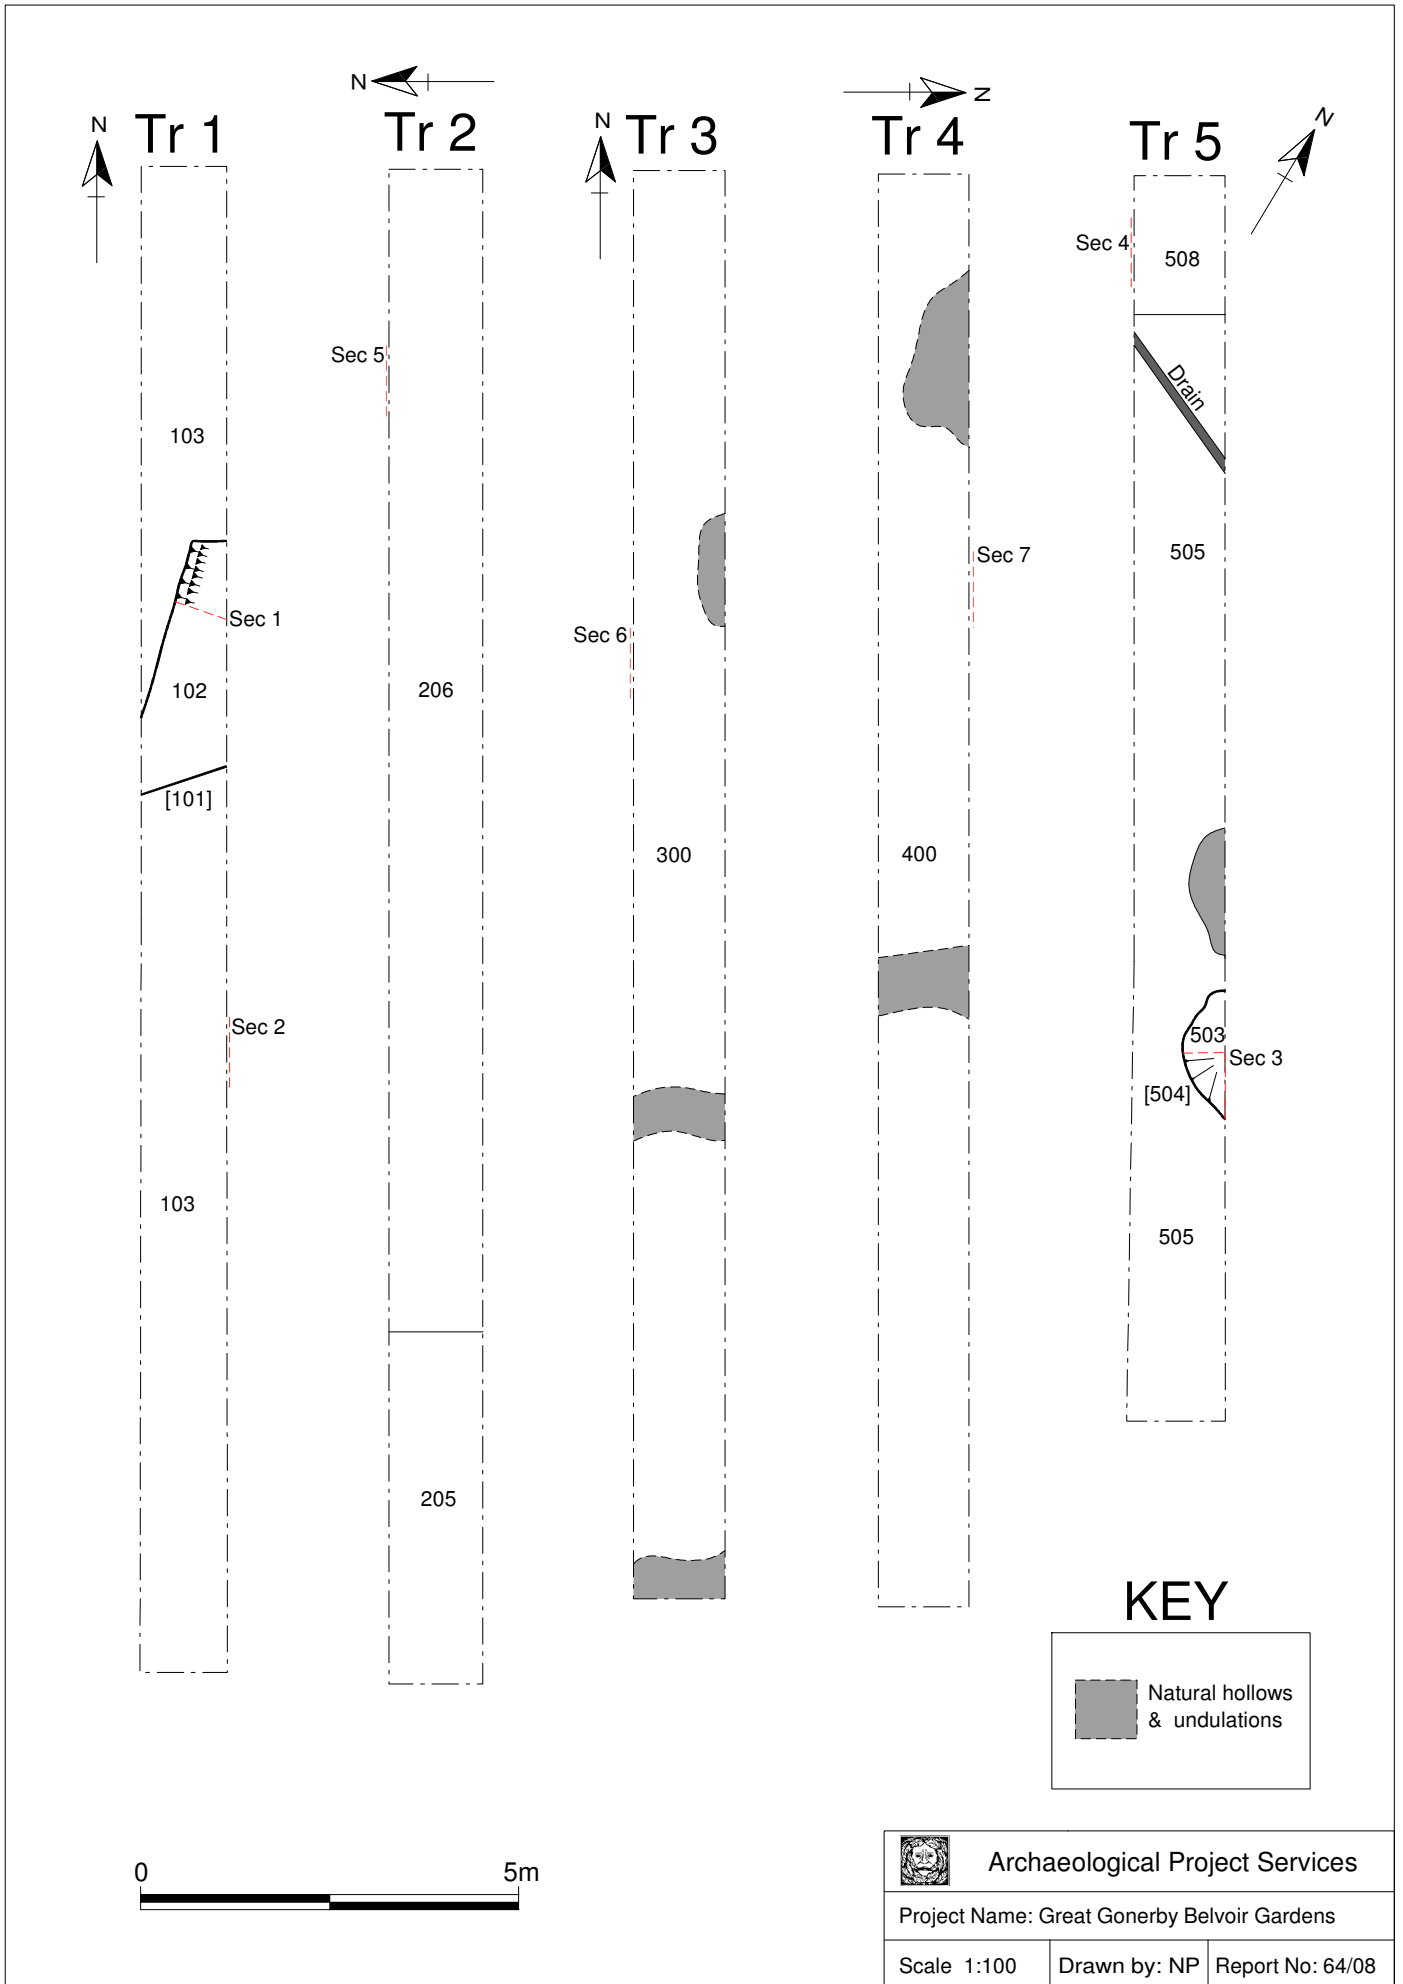 N
Tr 1
N
Tr 2
N
Tr 3
Tr 4
N
Tr 5
N
103
Sec 1
102
[101]
Sec 2
103
Sec 5
206
205
Sec 6
300
Sec 7
400
Sec 4
508
Drain
505
503
Sec 3
[504]
505
KEY
Natural hollows
& undulations
0 5m
Archaeological Project Services
Project Name: Great Gonerby Belvoir Gardens
Scale 1:100 Drawn by: NP Report No: 64/08